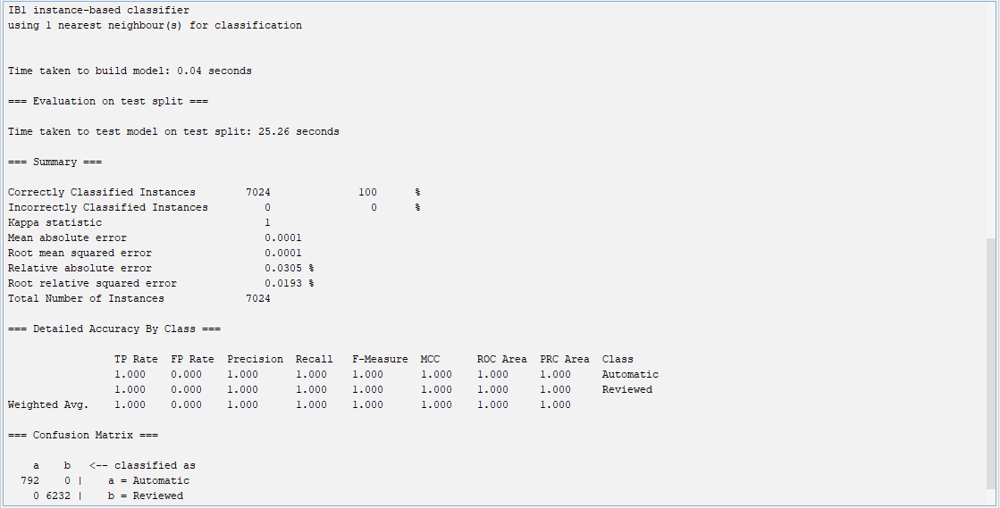 IB1 instance-based classifier
using 1 nearest neighbour(s) for classification
Time taken to build model: 0.04 seconds
=== Evaluation on test split ===
Time taken to test model on test split: 25.26 seconds
=== Summary ===
Correctly Classified Instances 7024 100 %
Incorrectly Classified Instances 0 0 %
Kappa statistic 1
Mean absolute error 0.0001
Root mean squared error 0.0001
Relative absolute error 0.0305 %
Root relative squared error 0.0193 %
Total Number of Instances 7024
=== Detailed Accuracy By Class ===
TP Rate FP Rate Precision Recall F-Measure MCC ROC Area PRC Area Class
1.000 0.000 1.000 1.000 1.000 1.000 1.000 1.000 Automatic
1.000 0.000 1.000 1.000 1.000 1.000 1.000 1.000 Reviewed
Weighted Avg. 1.000 0.000 1.000 1.000 1.000 1.000 1.000 1.000
=== Confusion Matrix ===
a b <-- classified as
792 0 | a = Automatic
0 6232 | b = Reviewed